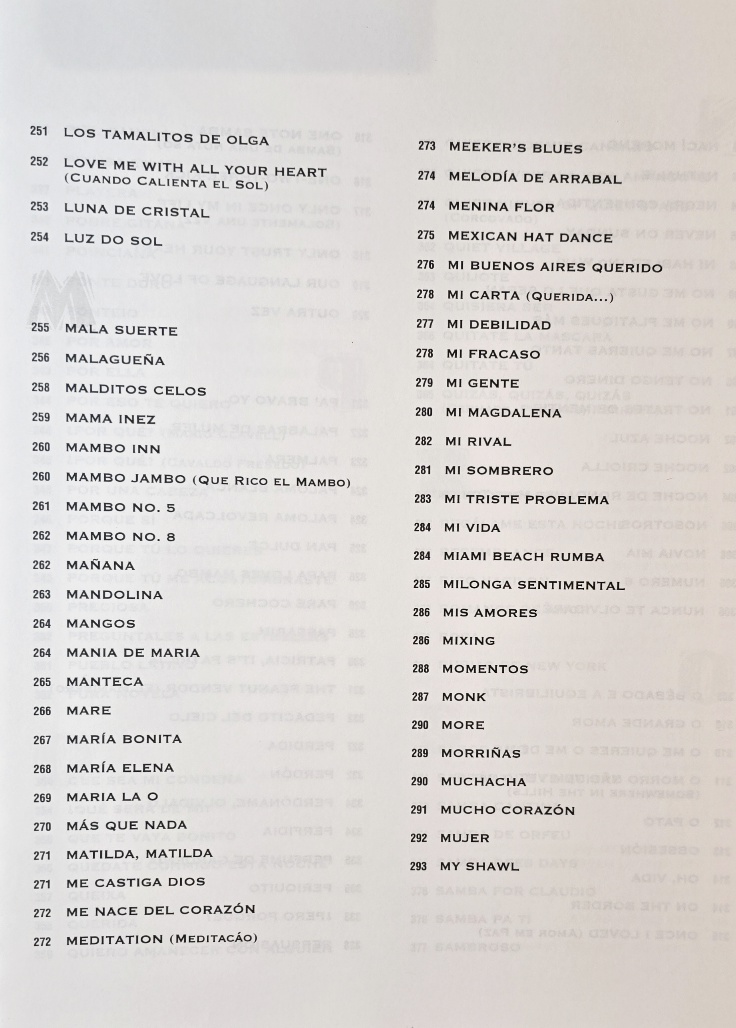 251 LOS TAMALITOS DE OLGA
252 LOVE ME WITH ALL YOUR HEART
(CUANDO CALIENTA EL SOL)
253 LUNA DE CRISTAL
254 LUZ DO SOL
M
255 MALA SUERTE
256 MALAGUEÑA
258 MALDITOS CELOS
259 MAMA INEZ
260 MAMBO INN
260 MAMBO JAMBO (QUE RICO EL MAMBO)
261 MAMBO NO. 5
262 MAMBO NO. 8
262 MAÑANA
263 MANDOLINA
264 MANGOS
264 MANIA DE MARIA
265 MANTECA
266 MARE
267 MARÍA BONITA
268 MARÍA ELENA
269 MARIA LA O
270 MÁS QUE NADA
271 MATILDA, MATILDA
271 ME CASTIGA DIOS
272 ME NACE DEL CORAZÓN
272 MEDITATION (MEDITACÁO)
273 MEEKER'S BLUES
274 MELODÍA DE ARRABAL
274 MENINA FLOR
275 MEXICAN HAT DANCE
276 MI BUENOS AIRES QUERIDO
278 MI CARTA (QUERIDA...)
277 MI DEBILIDAD
278 MI FRACASO
279 MI GENTE
280 MI MAGDALENA
282 MI RIVAL
281 MI SOMBRERO
283 MI TRISTE PROBLEMA
284 MI VIDA
284 MIAMI BEACH RUMBA
285 MILONGA SENTIMENTAL
286 MIS AMORES
286 MIXING
288 MOMENTOS
287 MONK
290 MORE
289 MORRIÑAS
290 MUCHACHA
291 MUCHO CORAZÓN
292 MUJER
293 MY SHAWL